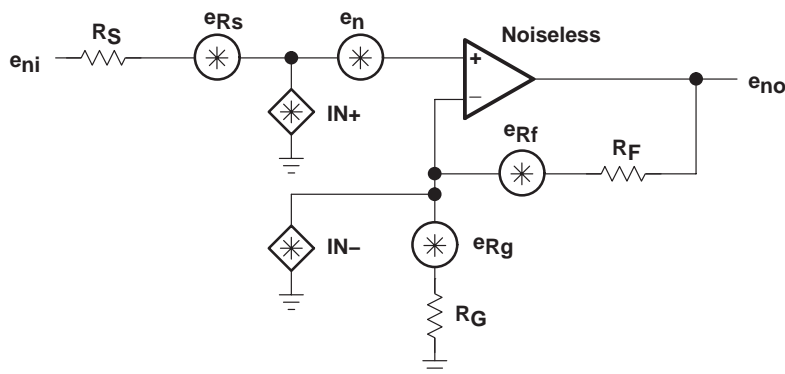 eRs
en
Noiseless
RS
eni
+
eno
IN+
−
eRf
RF
IN−
eRg
RG